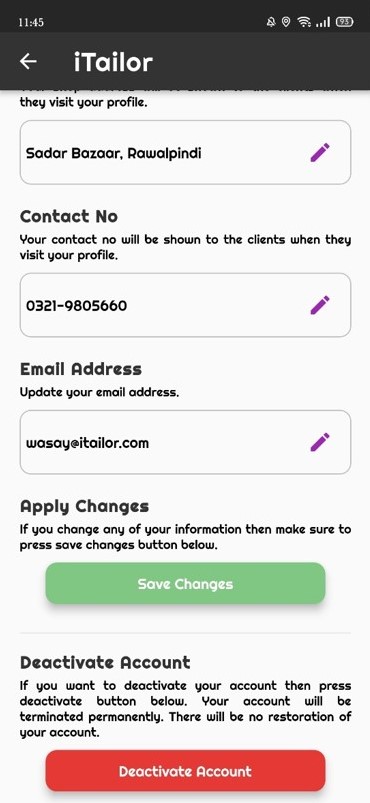 11:45
93
iTailor
they visit your profile.
Sadar Bazaar, Rawalpindi
Contact No
Your contact no will be shown to the clients when they
visit your profile.
0321-9805660
Email Address
Update your email address.
wasay@itailor.com
Apply Changes
If you change any of your information then make sure to
press save changes button below.
Save Changes
Deactivate Account
If you want to deactivate your account then press
deactivate button below. Your account will be
terminated permanently. There will be no restoration of
your account.
Deactivate Account